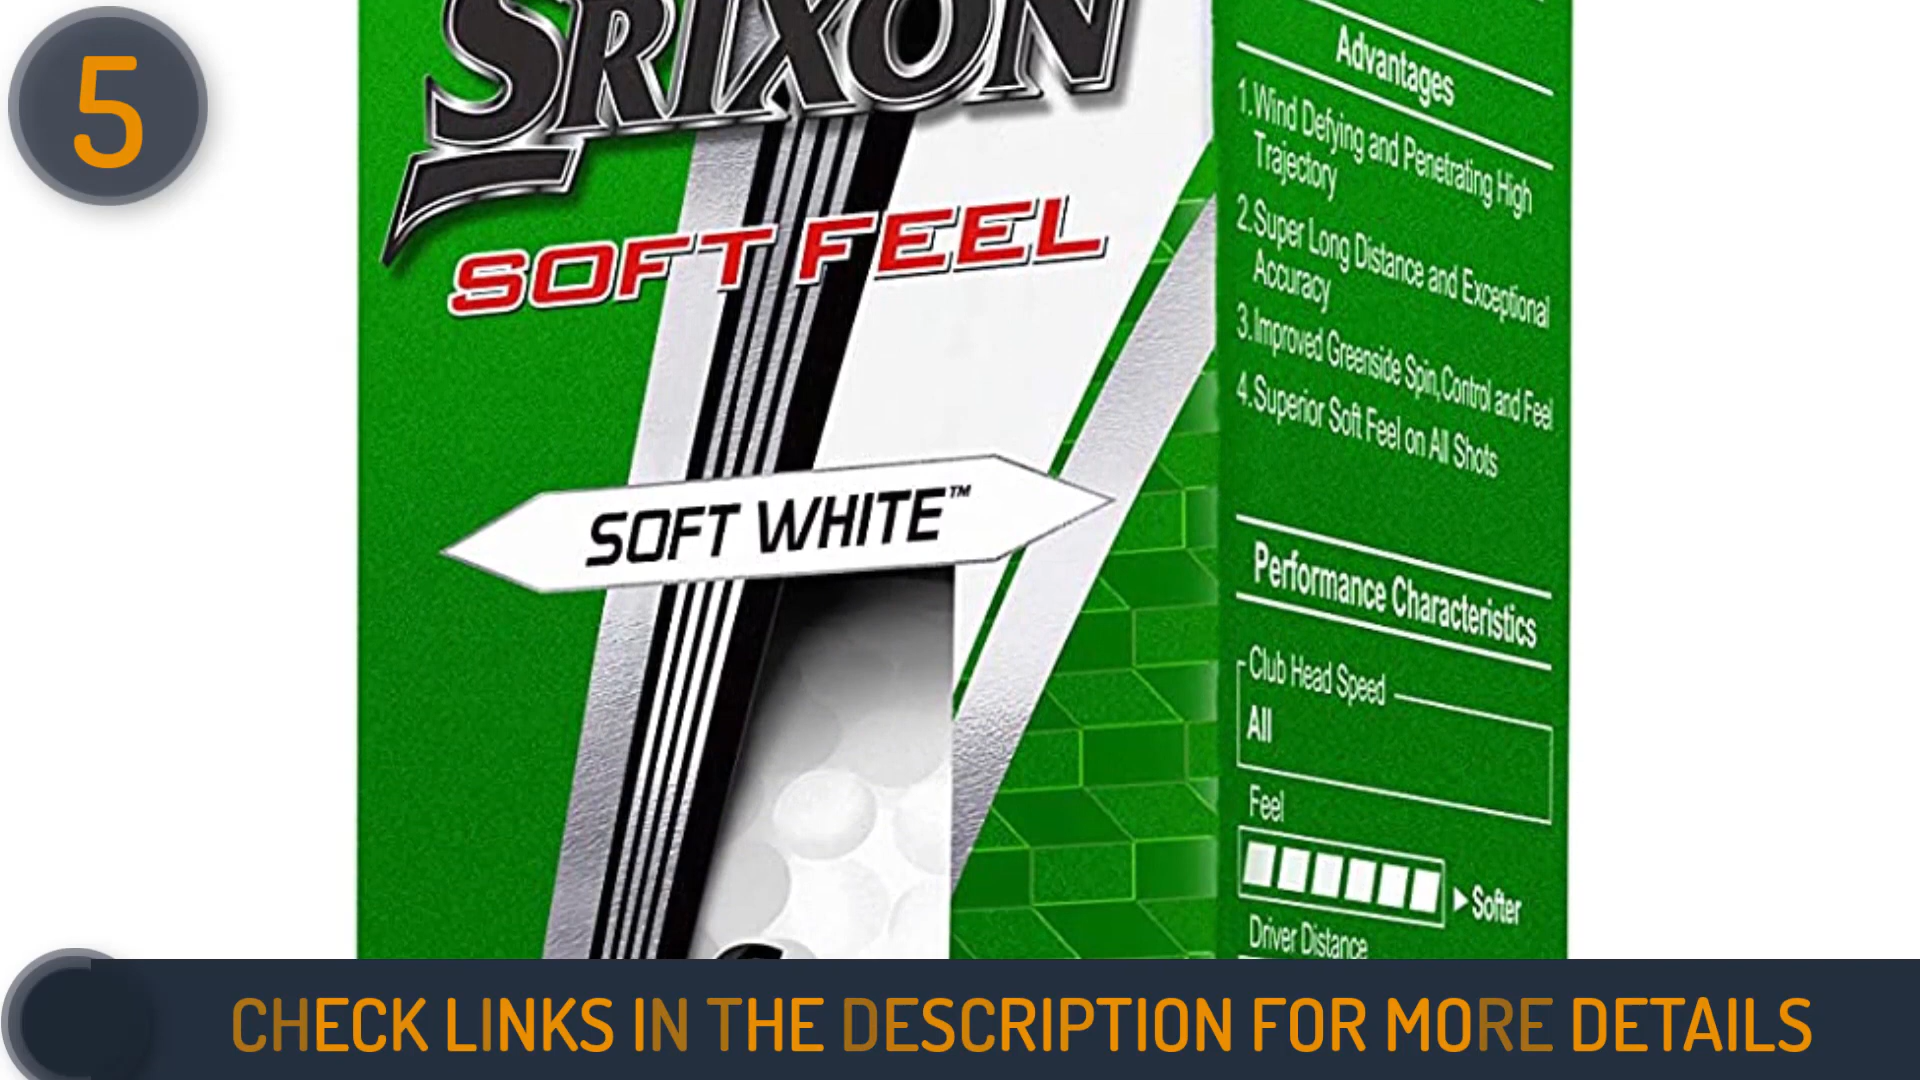 5
SRIXON
SOFT FEEL
SOFT WHITE™
Advantages
1.Wind Defying and Penetrating High
Trajectory
2.Super Long Distance and Exceptional
Accuracy
3.Improved Greenside Spin,Control and Feel
4.Superior Soft Feel on All Shots
Performance Characteristics
Club Head Speed
All
Feel
Softer
Driver Distance
CHECK LINKS IN THE DESCRIPTION FOR MORE DETAILS